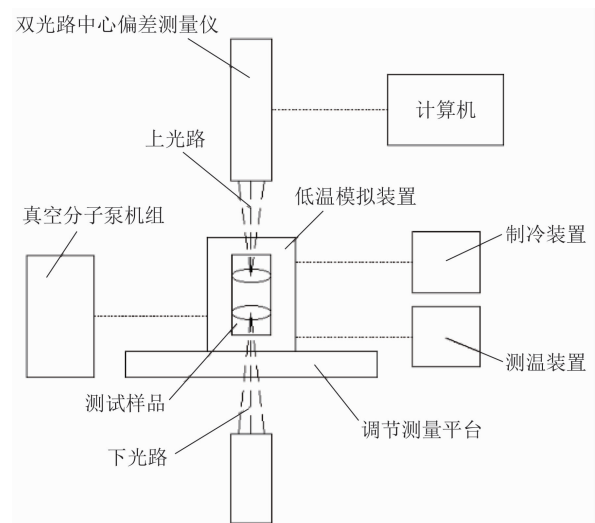 双光路中心偏差测量仪
计算机
上光路
低温模拟装置
真空分子泵机组
制冷装置
测温装置
测试样品
调节测量平台
下光路